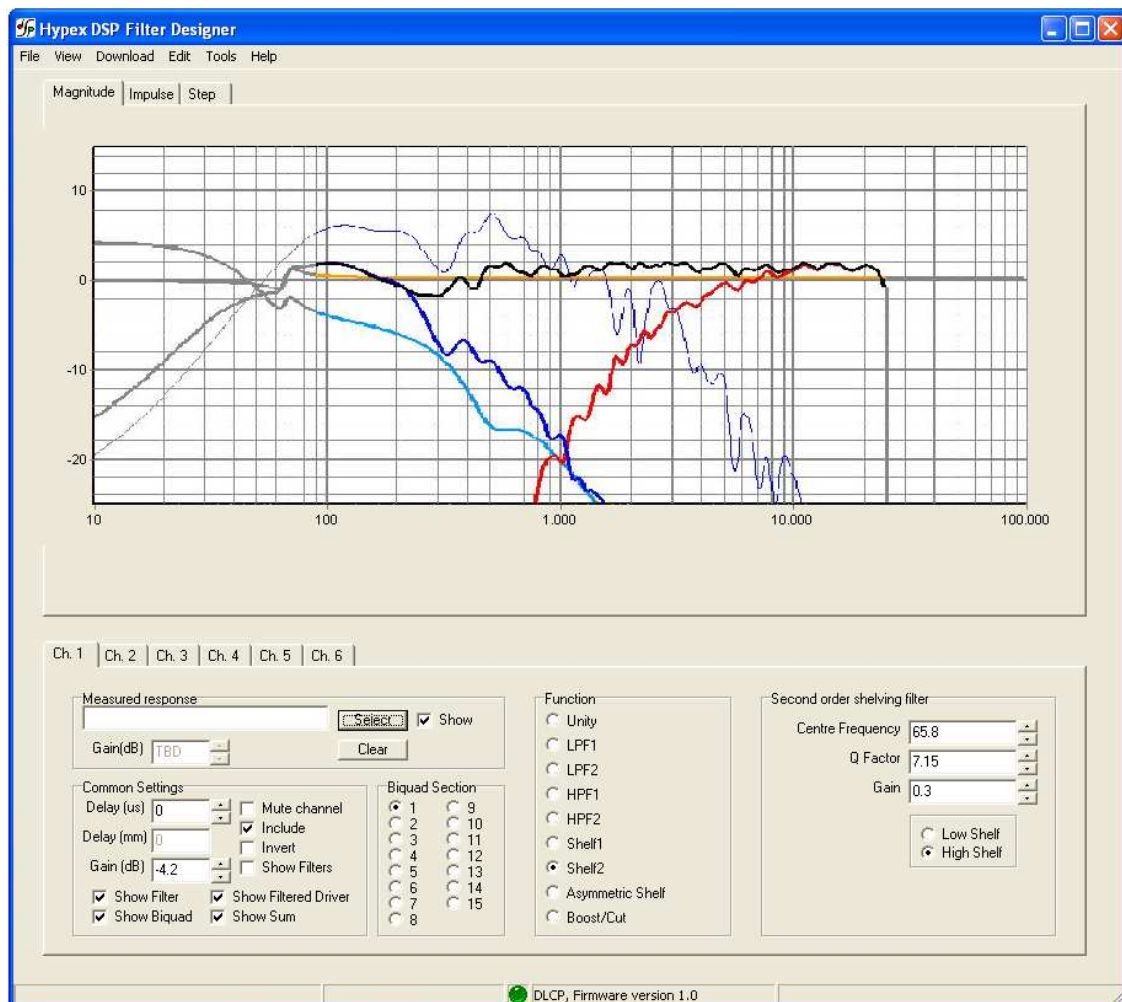 Hypex DSP Filter Designer
File View Download Edit Tools Help
Magnitude Impulse Step
10
0
-10
-20
10 100 1.000 10.000 100.000
Ch. 1 Ch. 2 Ch. 3 Ch. 4 Ch. 5 Ch. 6
Measured response
Select Show
Gain(dB) TBD Clear
Common Settings
Delay (us) 0 Mute channel
Include
Delay (mm) 0 Invert
Gain (dB) -4.2 Show Filters
Show Filter Show Filtered Driver
Show Biquad Show Sum
Biquad Section
1 9
2 10
3 11
4 12
5 13
6 14
7 15
8
Function
Unity
LPF1
LPF2
HPF1
HPF2
Shelf1
Shelf2
Asymmetric Shelf
Boost/Cut
Second order shelving filter
Centre Frequency 65.8
Q Factor 7.15
Gain 0.3
Low Shelf
High Shelf
DLCP, Firmware version 1.0